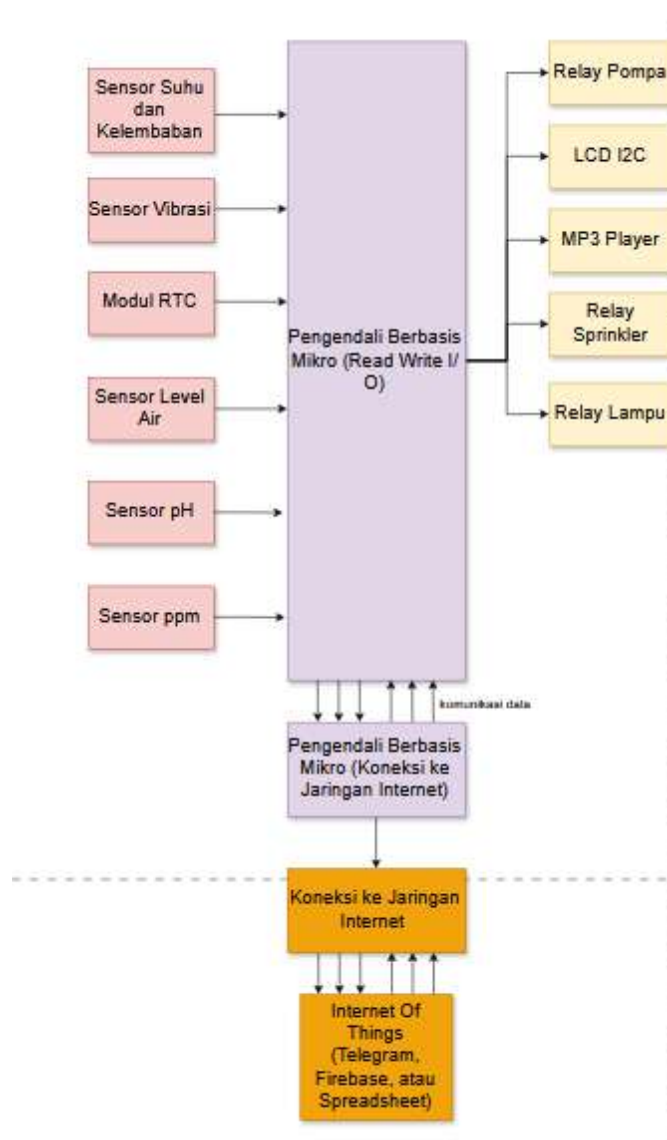 Sensor Suhu
dan
Kelembaban
Sensor Vibrasi
Modul RTC
Sensor Level
Air
Sensor pH
Sensor ppm
Pengendali Berbasis
Mikro (Read Write I/
O)
Relay Pompa
LCD I2C
MP3 Player
Relay
Sprinkler
Relay Lampu
komunikasi data
Pengendali Berbasis
Mikro (Koneksi ke
Jaringan Internet)
Koneksi ke Jaringan
Internet
Internet Of
Things
(Telegram,
Firebase, atau
Spreadsheet)